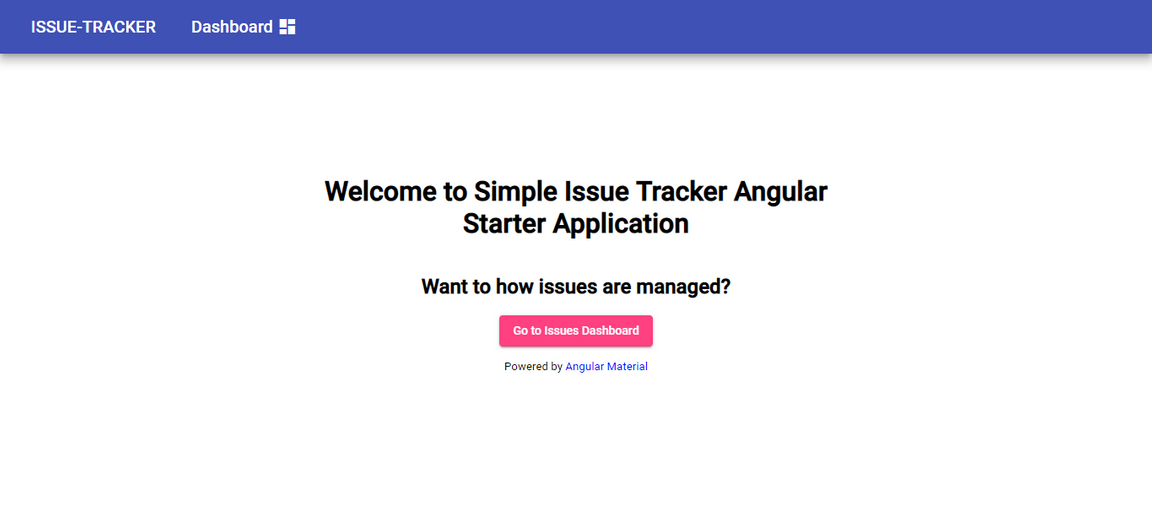 ISSUE-TRACKER Dashboard
Welcome to Simple Issue Tracker Angular
Starter Application
Want to how issues are managed?
Go to Issues Dashboard
Powered by Angular Material